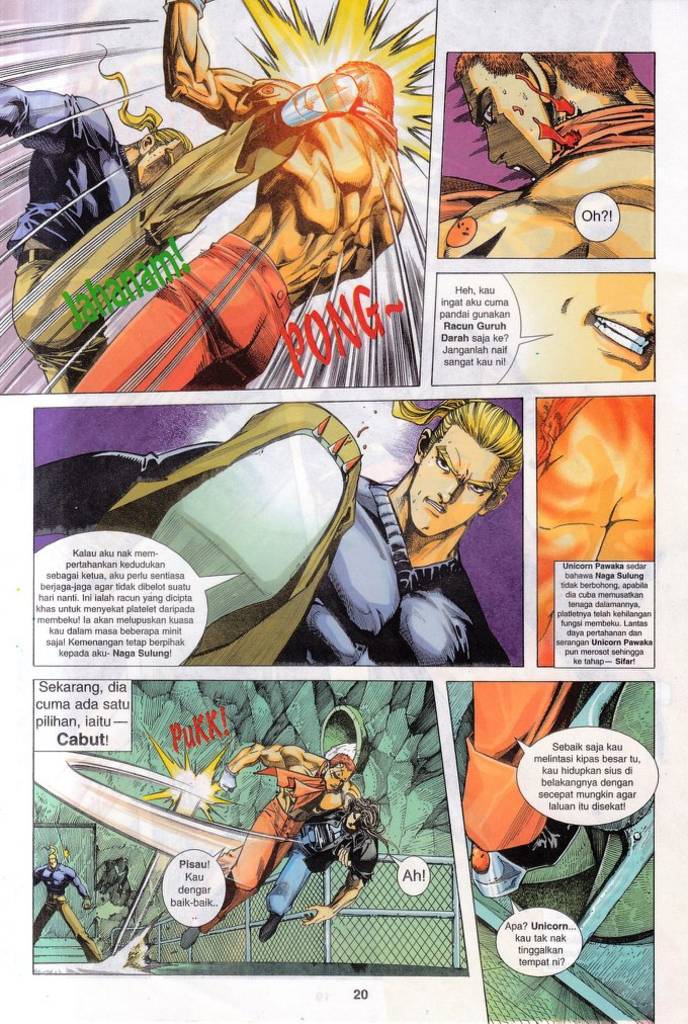 Jahanam!
PONG~
Oh?!
Heh, kau
ingat aku cuma
pandai gunakan
Racun Guruh
Darah saja ke?
Janganlah naif
sangat kau ni!
Kalau aku nak mem-
pertahankan kedudukan
sebagai ketua, aku perlu sentiasa
berjaga-jaga agar tidak dibelot suatu
hari nanti. Ini ialah racun yang dicipta
khas untuk menyekat platelet daripada
membeku! Ia akan melupuskan kuasa
kau dalam masa beberapa minit
saja! Kemenangan tetap berpihak
kepada aku- Naga Sulung!
Unicorn Pawaka sedar
bahawa Naga Sulung
tidak berbohong, apabila
dia cuba memusatkan
tenaga dalamannya,
platletnya telah kehilangan
fungsi membeku. Lantas
daya pertahanan dan
serangan Unicorn Pawaka
pun merosot sehingga
ke tahap— Sifar!
Sekarang, dia
cuma ada satu
pilihan, iaitu—
Cabut!
PUKK!
Pisau!
Kau
dengar
baik-baik..
Ah!
Sebaik saja kau
melintasi kipas besar tu,
kau hidupkan suis di
belakangnya dengan
secepat mungkin agar
laluan itu disekat!
Apa? Unicorn...
kau tak nak
tinggalkan
tempat ni?
20